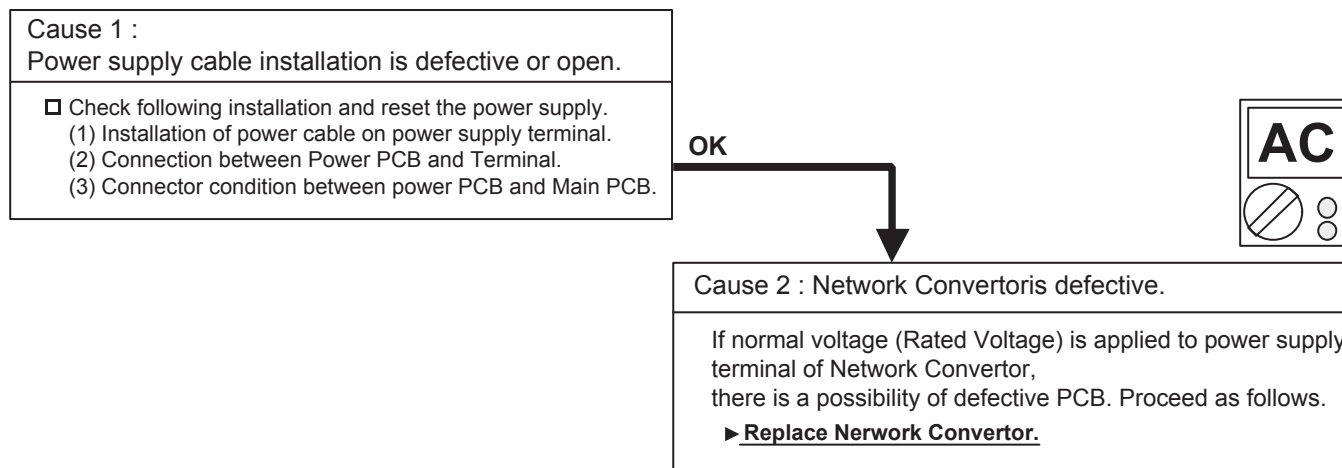 Cause 1 :
Power supply cable installation is defective or open.
Check following installation and reset the power supply.
(1) Installation of power cable on power supply terminal.
(2) Connection between Power PCB and Terminal.
(3) Connector condition between power PCB and Main PCB.
OK
AC
Cause 2 : Network Convertoris defective.
If normal voltage (Rated Voltage) is applied to power supply
terminal of Network Convertor,
there is a possibility of defective PCB. Proceed as follows.
►Replace Nerwork Convertor.